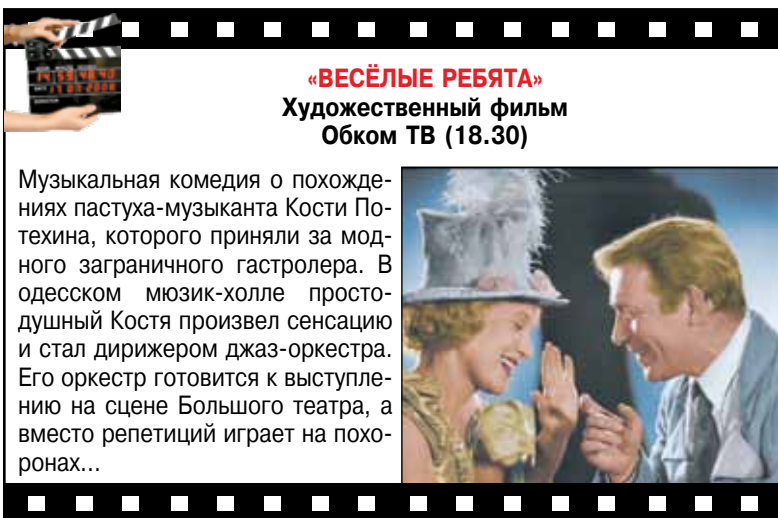 «ВЕСЁЛЫЕ РЕБЯТА»
Художественный фильм
Обком ТВ (18.30)
Музыкальная комедия о похожде-
ниях пастуха-музыканта Кости По-
техина, которого приняли за мод-
ного заграничного гастролера. В
одесском мюзик-холле просто-
душный Костя произвел сенсацию
и стал дирижером джаз-оркестра.
Его оркестр готовится к выступле-
нию на сцене Большого театра, а
вместо репетиций играет на похо-
ронах...